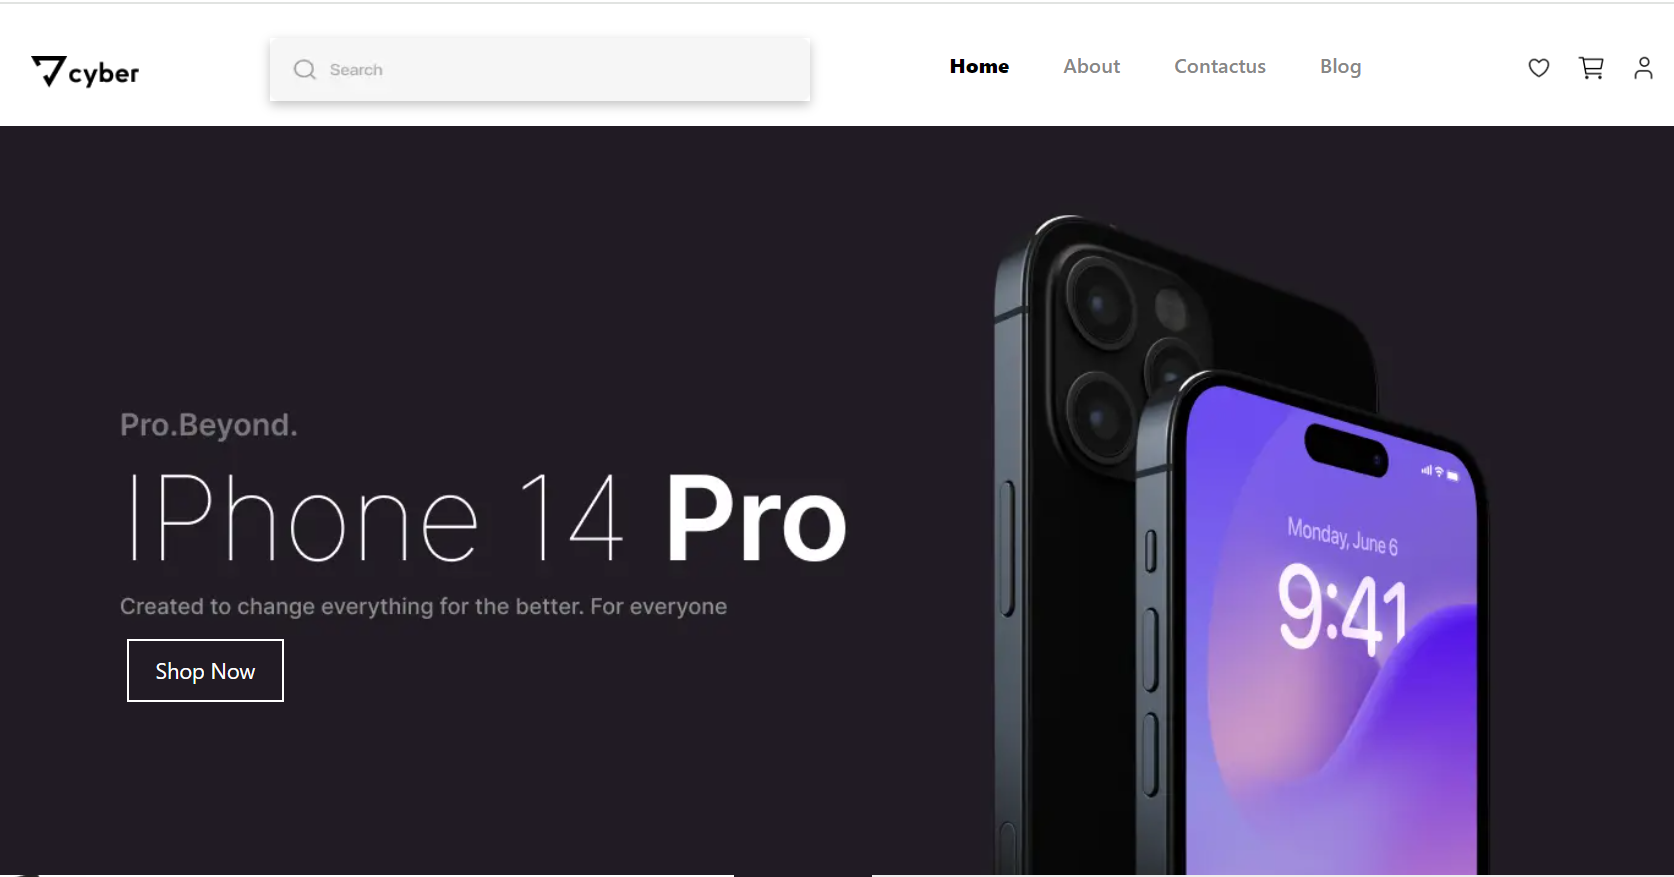 cyber
Search
Home
About
Contactus
Blog
Pro.Beyond.
IPhone 14 Pro
Created to change everything for the better. For everyone
Shop Now
Monday, June 6
9:41